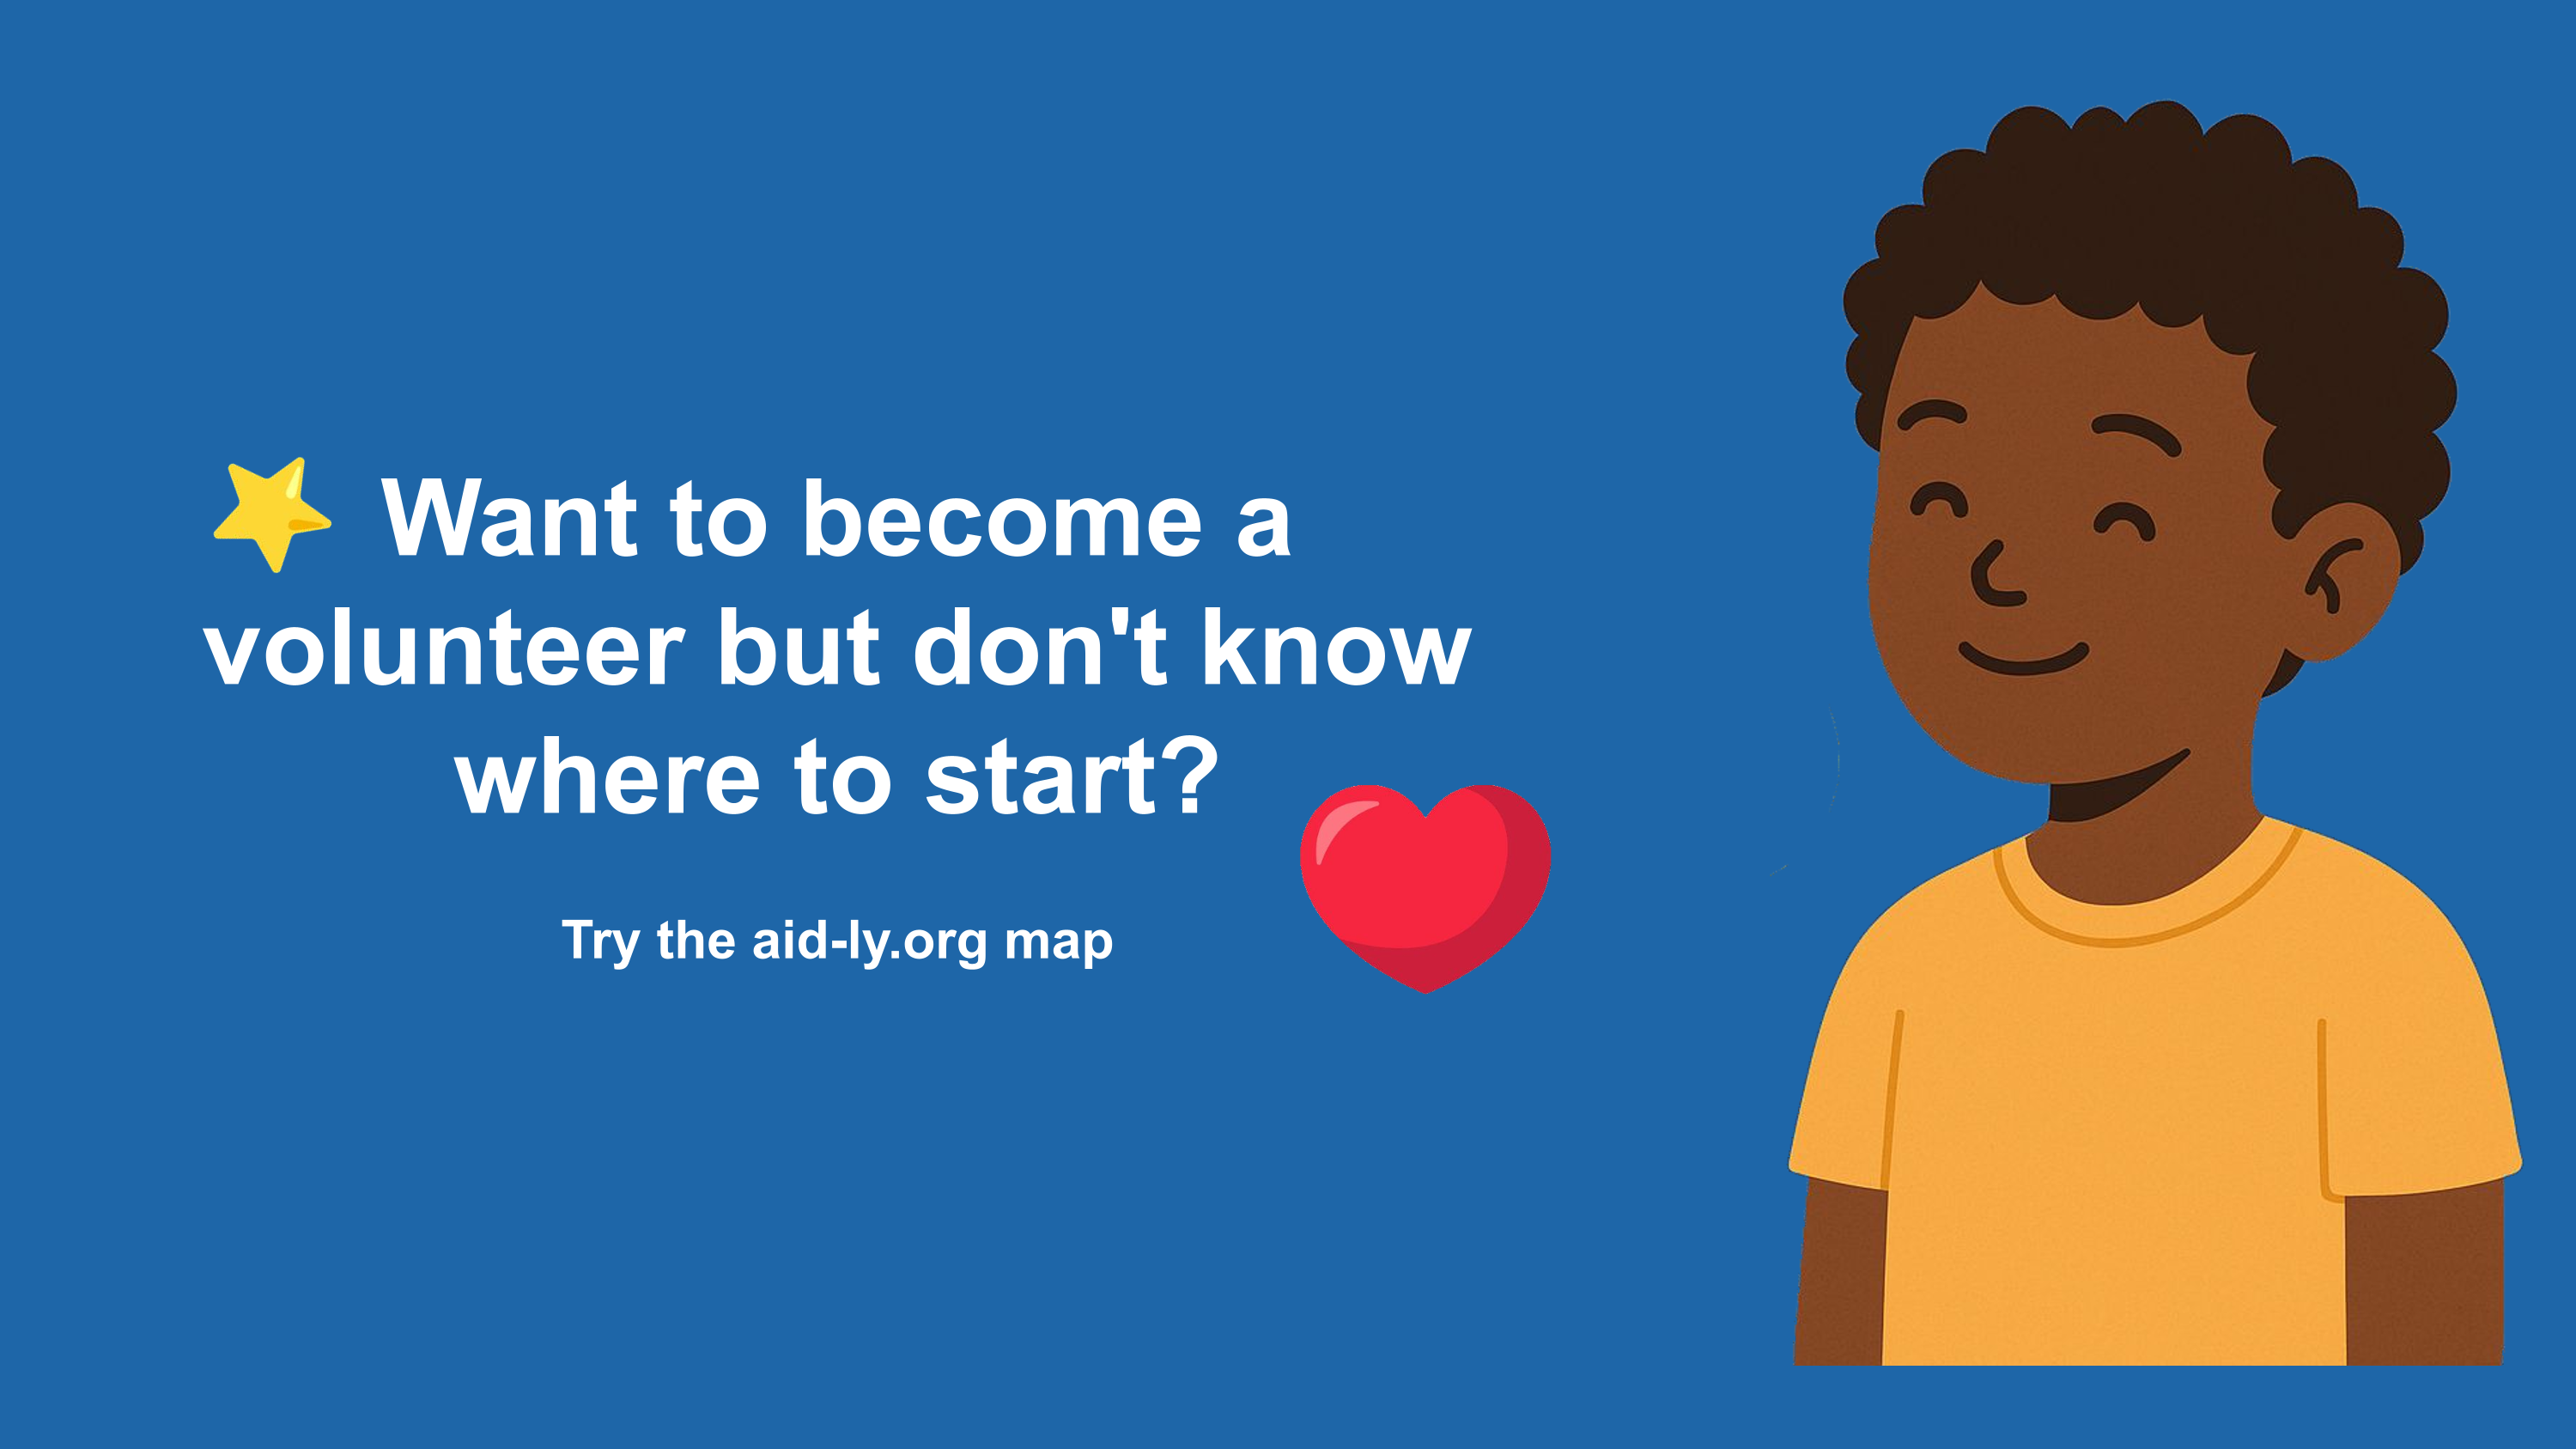 Want to become a
volunteer but don't know
where to start?
Try the aid-ly.org map